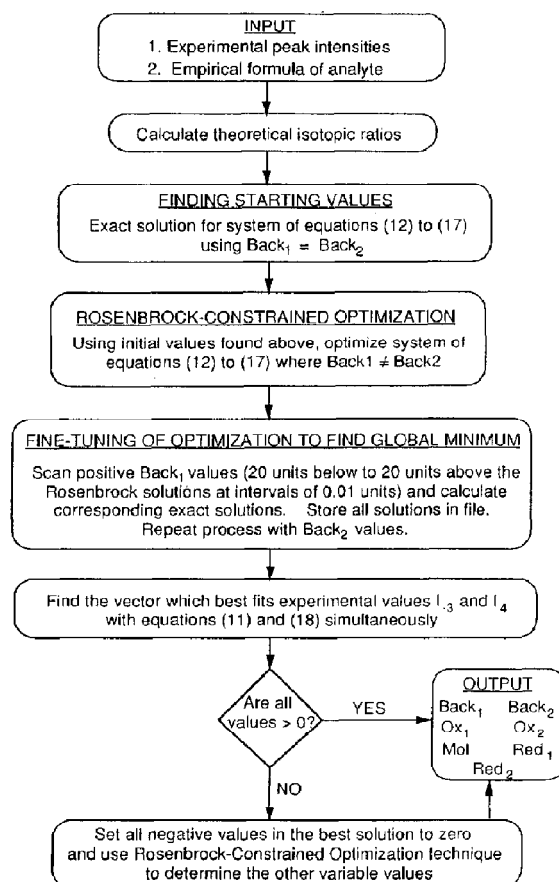 INPUT
1. Experimental peak intensities
2. Empirical formula of analyte
Calculate theoretical isotopic ratios
FINDING STARTING VALUES
Exact solution for system of equations (12) to (17)
using Back₁ = Back₂
ROSENBROCK-CONSTRAINED OPTIMIZATION
Using initial values found above, optimize system of
equations (12) to (17) where Back1 ≠ Back2
FINE-TUNING OF OPTIMIZATION TO FIND GLOBAL MINIMUM
Scan positive Back₁ values (20 units below to 20 units above the
Rosenbrock solutions at intervals of 0.01 units) and calculate
corresponding exact solutions. Store all solutions in file.
Repeat process with Back₂ values.
Find the vector which best fits experimental values I₋₃ and I₄
with equations (11) and (18) simultaneously
Are all
values > 0?
YES
NO
OUTPUT
Back₁ Back₂
Ox₁ Ox₂
Mol Red₁
Red₂
Set all negative values in the best solution to zero
and use Rosenbrock-Constrained Optimization technique
to determine the other variable values